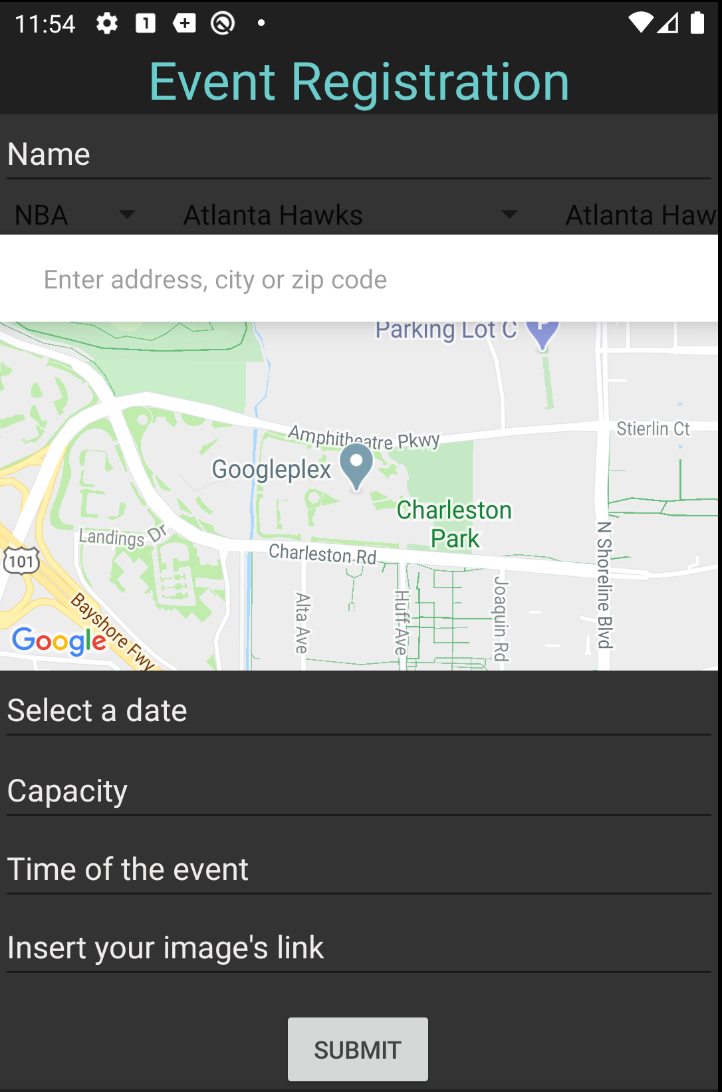 11:54
1
Event Registration
Name
NBA Atlanta Hawks Atlanta Haw
Enter address, city or zip code
Parking Lot C P
Amphitheatre Pkwy
Stierlin Ct
Googleplex
Charleston
Park
Landings Dr
Charleston Rd
101
N Shoreline Blvd
Alta Ave
Huff Ave
Joaquin Rd
Bayshore Fwy
Google
Select a date
Capacity
Time of the event
Insert your image's link
SUBMIT